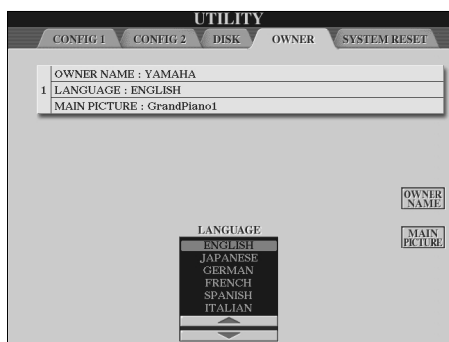 UTILITY
CONFIG 1 CONFIG 2 DISK OWNER SYSTEM RESET
OWNER NAME : YAMAHA
1 LANGUAGE : ENGLISH
MAIN PICTURE : GrandPiano1
OWNER
NAME
MAIN
PICTURE
LANGUAGE
ENGLISH
JAPANESE
GERMAN
FRENCH
SPANISH
ITALIAN